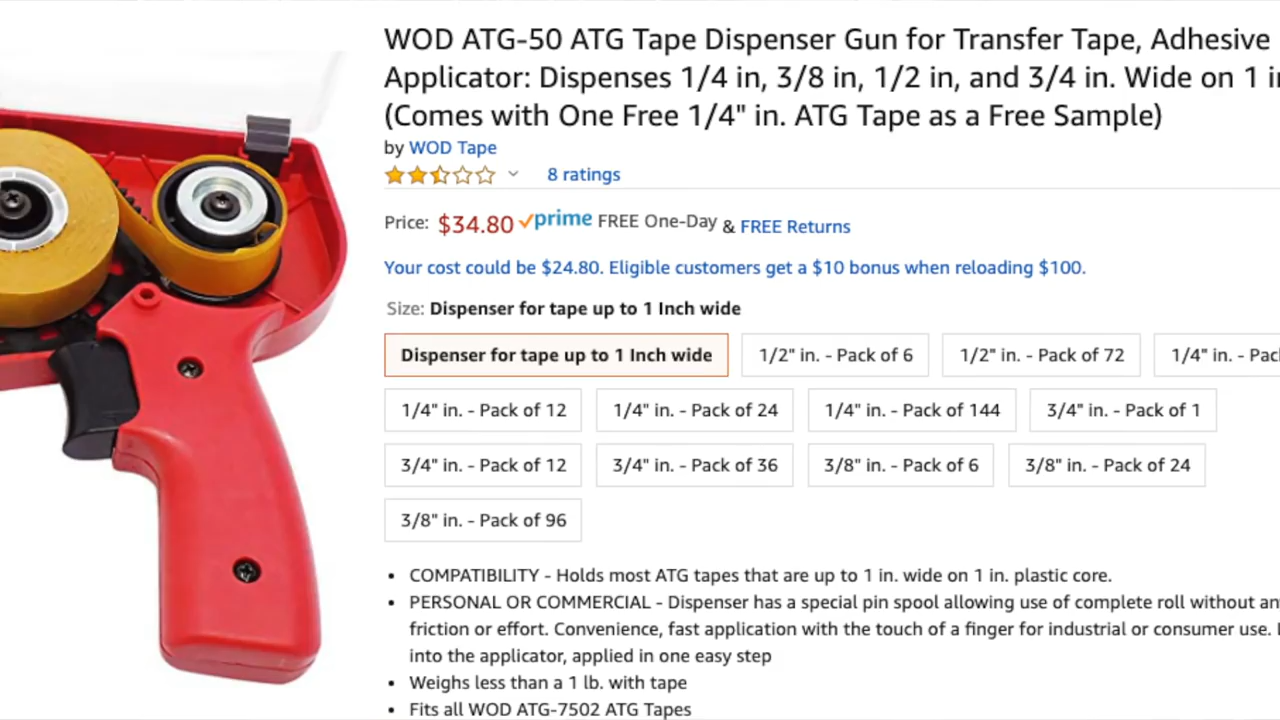 WOD ATG-50 ATG Tape Dispenser Gun for Transfer Tape, Adhesive
Applicator: Dispenses 1/4 in, 3/8 in, 1/2 in, and 3/4 in. Wide on 1
(Comes with One Free 1/4" in. ATG Tape as a Free Sample)
by WOD Tape
8 ratings
Price: $34.80 prime FREE One-Day & FREE Returns
Your cost could be $24.80. Eligible customers get a $10 bonus when reloading $100.
Size: Dispenser for tape up to 1 Inch wide
Dispenser for tape up to 1 Inch wide 1/2" in. - Pack of 6 1/2" in. - Pack of 72 1/4" in. -
1/4" in. - Pack of 12 1/4" in. - Pack of 24 1/4" in. - Pack of 144 3/4" in. - Pack of 1
3/4" in. - Pack of 12 3/4" in. - Pack of 36 3/8" in. - Pack of 6 3/8" in. - Pack of 24
3/8" in. - Pack of 96
• COMPATIBILITY - Holds most ATG tapes that are up to 1 in. wide on 1 in. plastic core.
• PERSONAL OR COMMERCIAL - Dispenser has a special pin spool allowing use of complete roll without
friction or effort. Convenience, fast application with the touch of a finger for industrial or consumer use.
into the applicator, applied in one easy step
• Weighs less than a 1 lb. with tape
• Fits all WOD ATG-7502 ATG Tapes